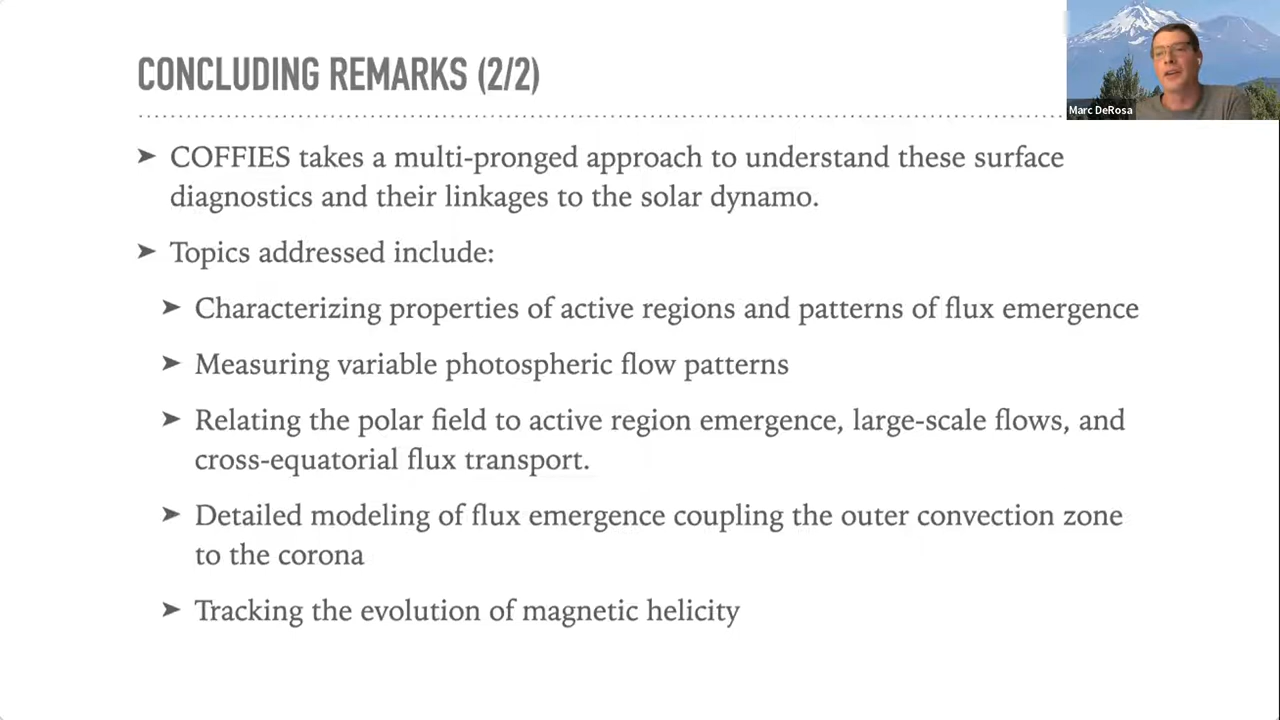 CONCLUDING REMARKS (2/2)
Marc DeRosa
➤ COFFIES takes a multi-pronged approach to understand these surface
diagnostics and their linkages to the solar dynamo.
➤ Topics addressed include:
➤ Characterizing properties of active regions and patterns of flux emergence
➤ Measuring variable photospheric flow patterns
➤ Relating the polar field to active region emergence, large-scale flows, and
cross-equatorial flux transport.
➤ Detailed modeling of flux emergence coupling the outer convection zone
to the corona
➤ Tracking the evolution of magnetic helicity